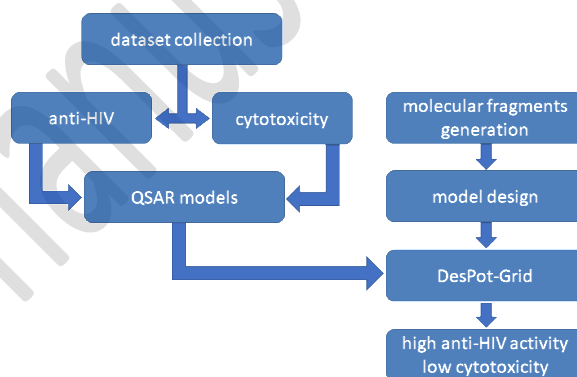 dataset collection
anti-HIV
cytotoxicity
QSAR models
molecular fragments
generation
model design
DesPot-Grid
high anti-HIV activity
low cytotoxicity